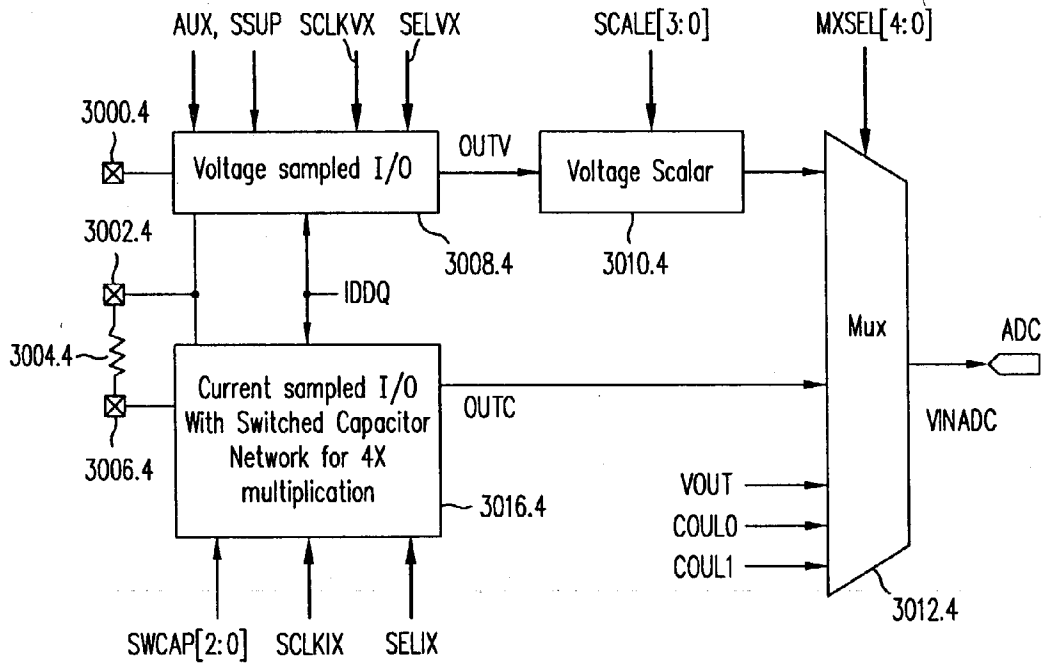 AUX, SSUP SCLKVX SELVX
SCALE[3:0]
MXSEL[4:0]
3000.4
Voltage sampled I/O
OUTV
Voltage Scalar
3002.4
3008.4
3010.4
IDDQ
Mux
ADC
3004.4
Current sampled I/O
With Switched Capacitor
Network for 4X
multiplication
OUTC
VINADC
3006.4
3016.4
VOUT
COUL0
COUL1
3012.4
SWCAP[2:0] SCLKIX SELIX